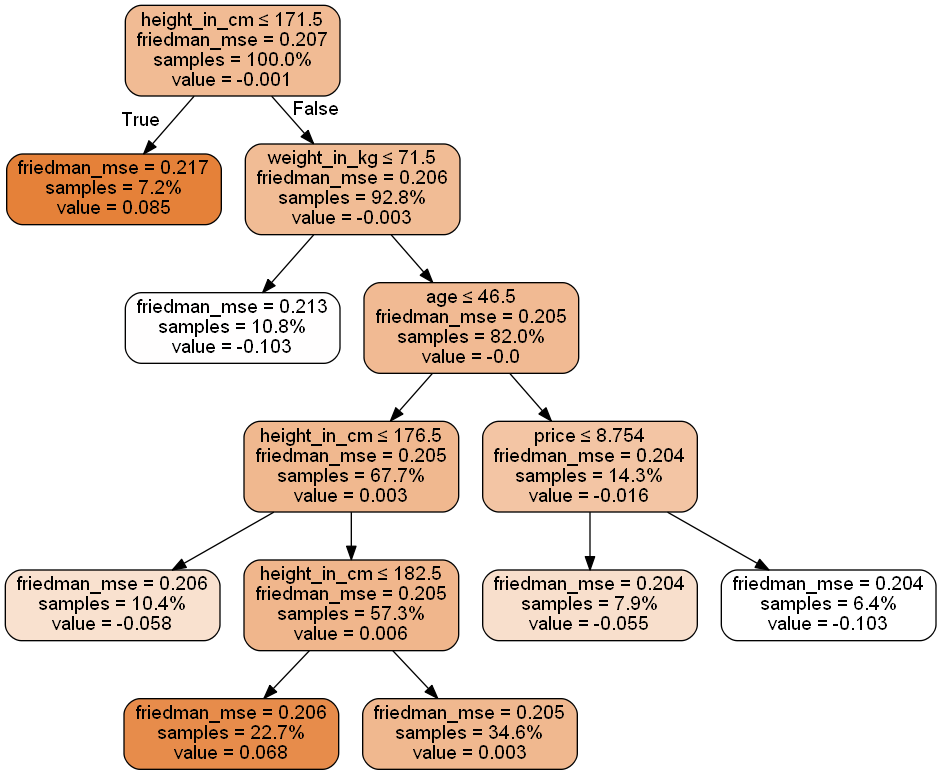 height_in_cm ≤ 171.5
friedman_mse = 0.207
samples = 100.0%
value = -0.001
True
False
friedman_mse = 0.217
samples = 7.2%
value = 0.085
weight_in_kg ≤ 71.5
friedman_mse = 0.206
samples = 92.8%
value = -0.003
friedman_mse = 0.213
samples = 10.8%
value = -0.103
age ≤ 46.5
friedman_mse = 0.205
samples = 82.0%
value = -0.0
height_in_cm ≤ 176.5
friedman_mse = 0.205
samples = 67.7%
value = 0.003
price ≤ 8.754
friedman_mse = 0.204
samples = 14.3%
value = -0.016
friedman_mse = 0.206
samples = 10.4%
value = -0.058
height_in_cm ≤ 182.5
friedman_mse = 0.205
samples = 57.3%
value = 0.006
friedman_mse = 0.204
samples = 7.9%
value = -0.055
friedman_mse = 0.204
samples = 6.4%
value = -0.103
friedman_mse = 0.206
samples = 22.7%
value = 0.068
friedman_mse = 0.205
samples = 34.6%
value = 0.003